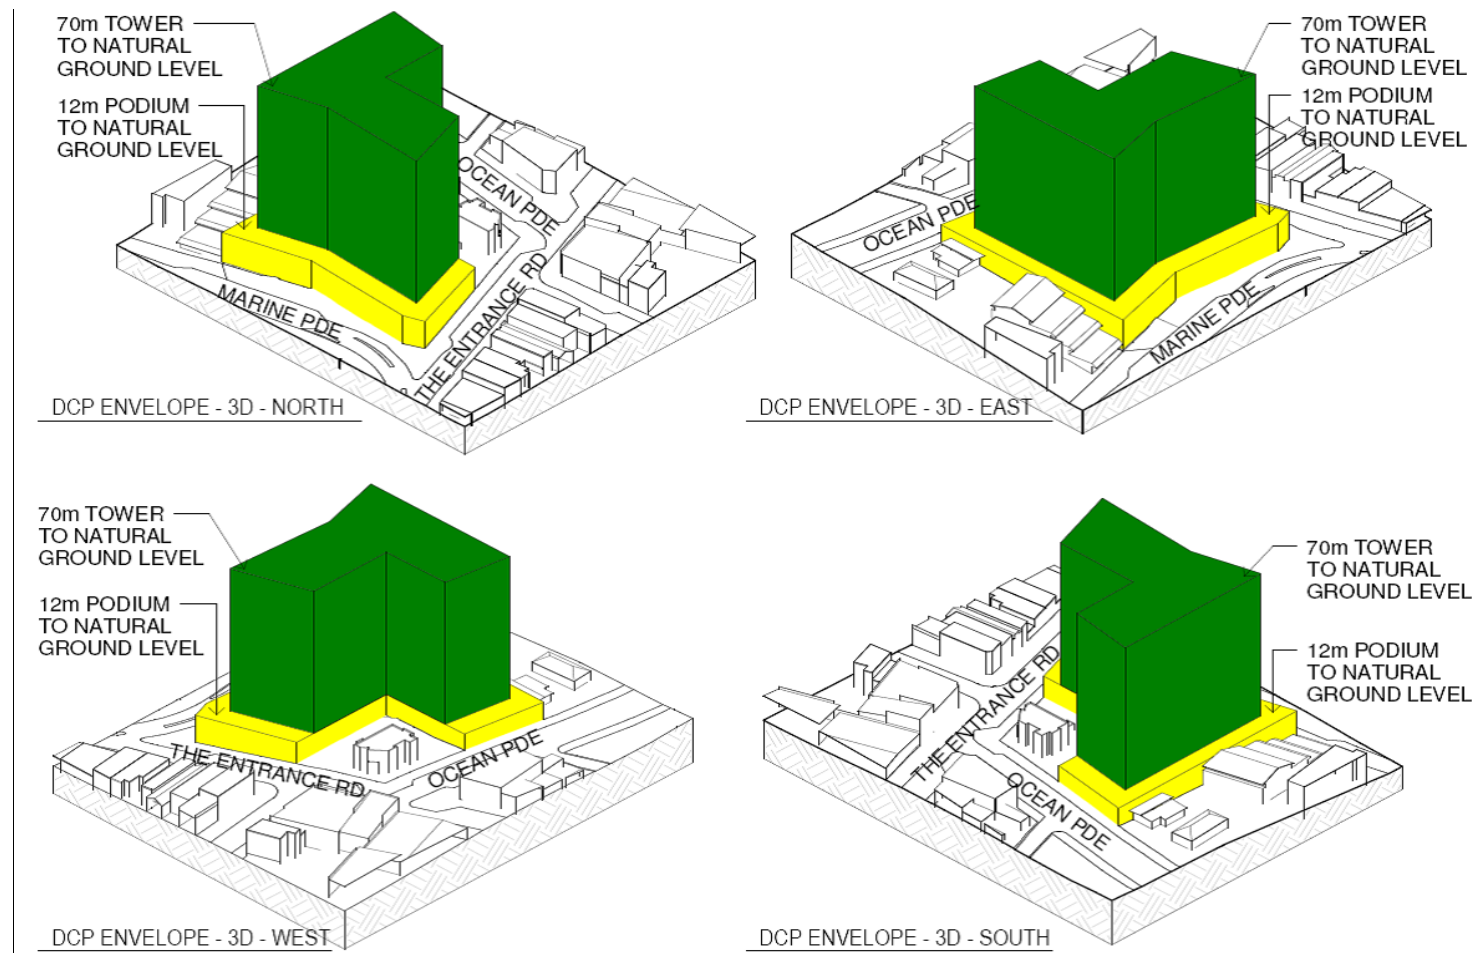 70m TOWER
TO NATURAL
GROUND LEVEL
12m PODIUM
TO NATURAL
GROUND LEVEL
OCEAN PDE
MARINE PDE
THE ENTRANCE RD
DCP ENVELOPE - 3D - NORTH
70m TOWER
TO NATURAL
GROUND LEVEL
12m PODIUM
TO NATURAL
GROUND LEVEL
OCEAN PDE
MARINE PDE
DCP ENVELOPE - 3D - EAST
70m TOWER
TO NATURAL
GROUND LEVEL
12m PODIUM
TO NATURAL
GROUND LEVEL
THE ENTRANCE RD
OCEAN PDE
DCP ENVELOPE - 3D - WEST
70m TOWER
TO NATURAL
GROUND LEVEL
12m PODIUM
TO NATURAL
GROUND LEVEL
THE ENTRANCE RD
OCEAN PDE
DCP ENVELOPE - 3D - SOUTH